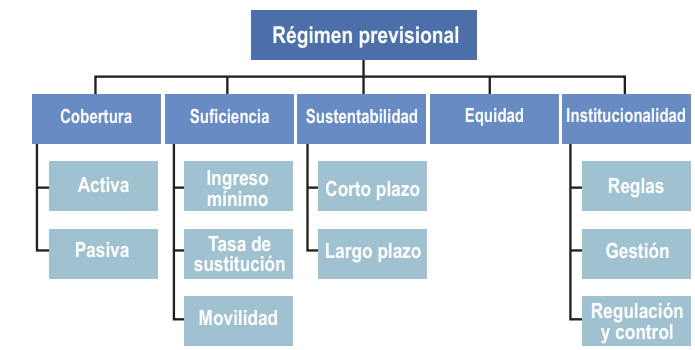 Régimen previsional
Cobertura
Suficiencia
Sustentabilidad
Equidad
Institucionalidad
Activa
Pasiva
Ingreso
mínimo
Tasa de
sustitución
Movilidad
Corto plazo
Largo plazo
Reglas
Gestión
Regulación
y control